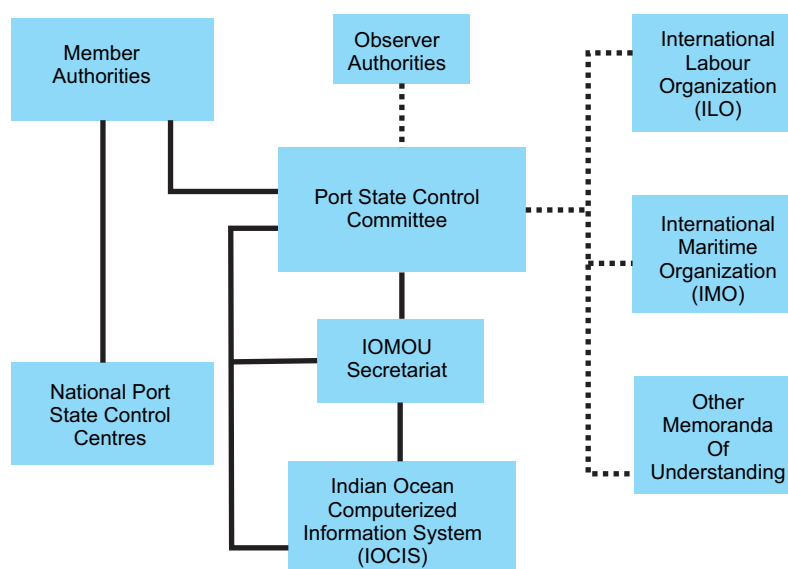 Member
Authorities
Observer
Authorities
International
Labour
Organization
(ILO)
Port State Control
Committee
International
Maritime
Organization
(IMO)
IOMOU
Secretariat
National Port
State Control
Centres
Other
Memoranda
Of
Understanding
Indian Ocean
Computerized
Information System
(IOCIS)